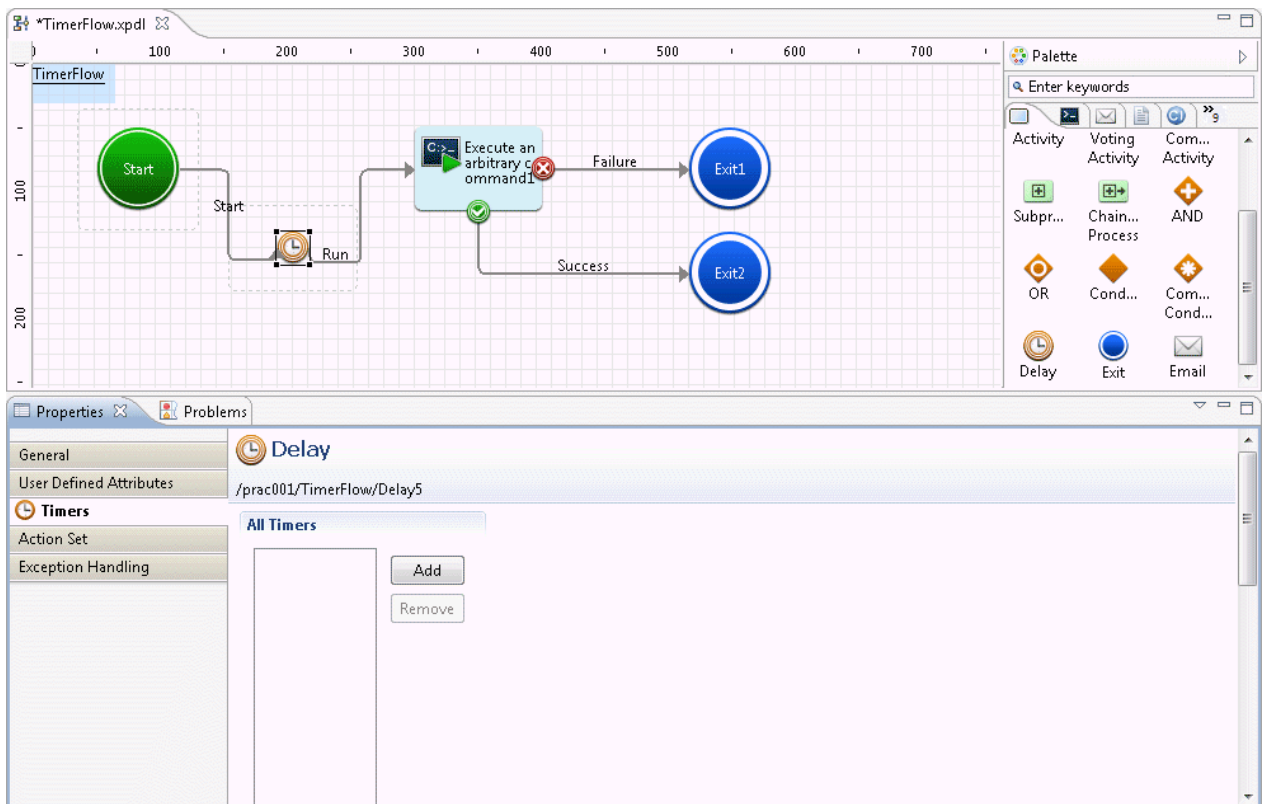 *TimerFlow.xpdl
0 100 200 300 400 500 600 700
Palette
Enter keywords
9
TimerFlow
0
100
200
Start
Start
Run
C:>_
Execute an
arbitrary c
ommand1
Failure
Success
Exit1
Exit2
Activity
Voting
Activity
Com...
Activity
Subpr...
Chain...
Process
AND
OR
Cond...
Com...
Cond...
Delay
Exit
Email
Properties
Problems
General
User Defined Attributes
Timers
Action Set
Exception Handling
Delay
/prac001/TimerFlow/Delay5
All Timers
Add
Remove